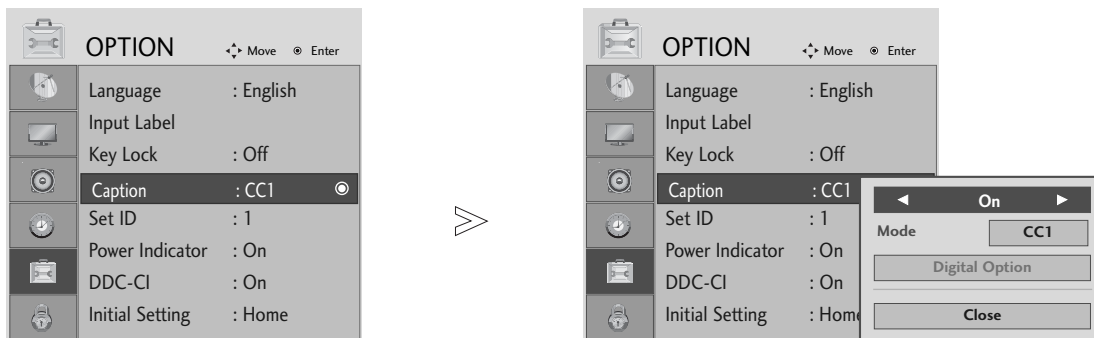 OPTION Move Enter
Language : English
Input Label
Key Lock : Off
Caption : CC1
Set ID : 1
Power Indicator : On
DDC-CI : On
Initial Setting : Home
OPTION Move Enter
Language : English
Input Label
Key Lock : Off
Caption : CC1
Set ID : 1
Power Indicator : On
DDC-CI : On
Initial Setting : Home
On
Mode CC1
Digital Option
Close